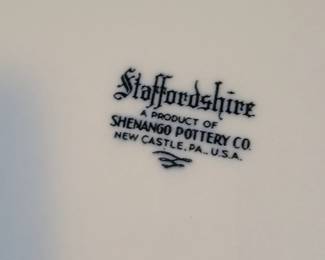 Staffordshire
A PRODUCT OF
SHENANGO POTTERY CO.
NEW CASTLE, PA., U.S.A.